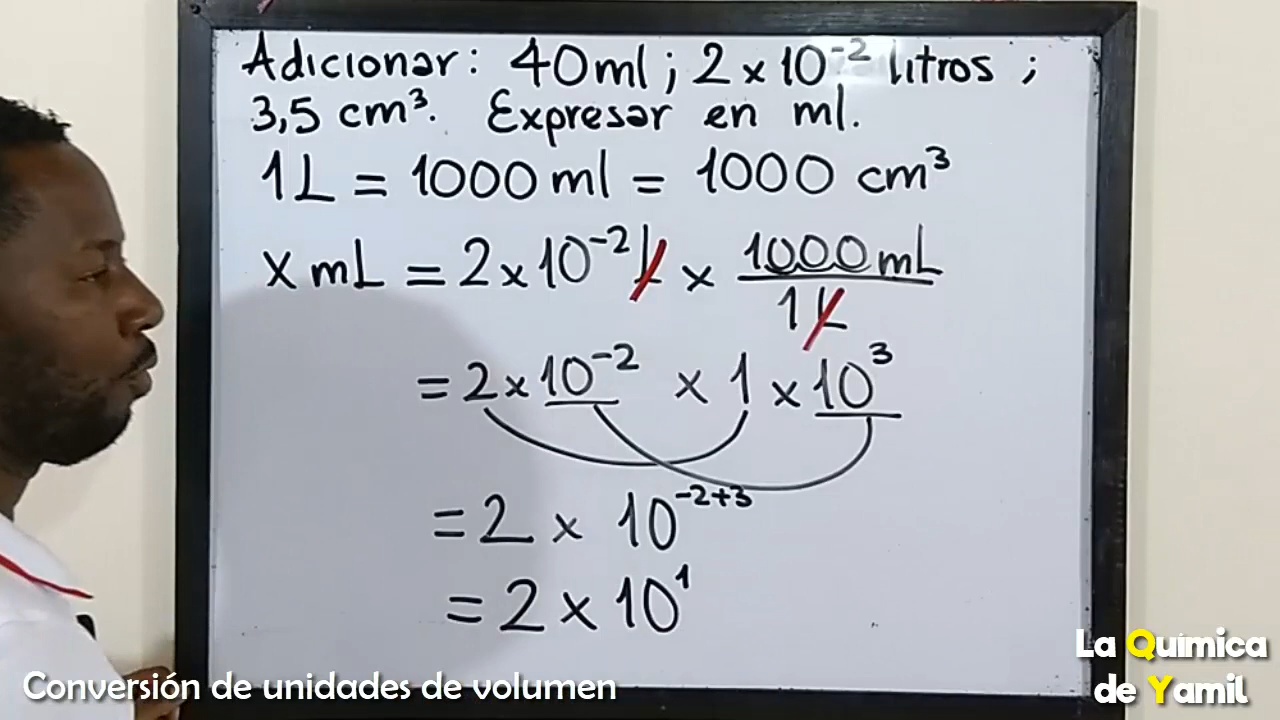 Adicionar: 40ml; 2 x 10⁻² litros ;
3,5 cm³. Expresar en ml.
1L = 1000 ml = 1000 cm³
x mL = 2 x 10⁻² L x 1000 mL / 1 L
= 2 x 10⁻² x 1 x 10³
= 2 x 10⁻²⁺³
= 2 x 10¹
La Química
de Yamil
Conversión de unidades de volumen